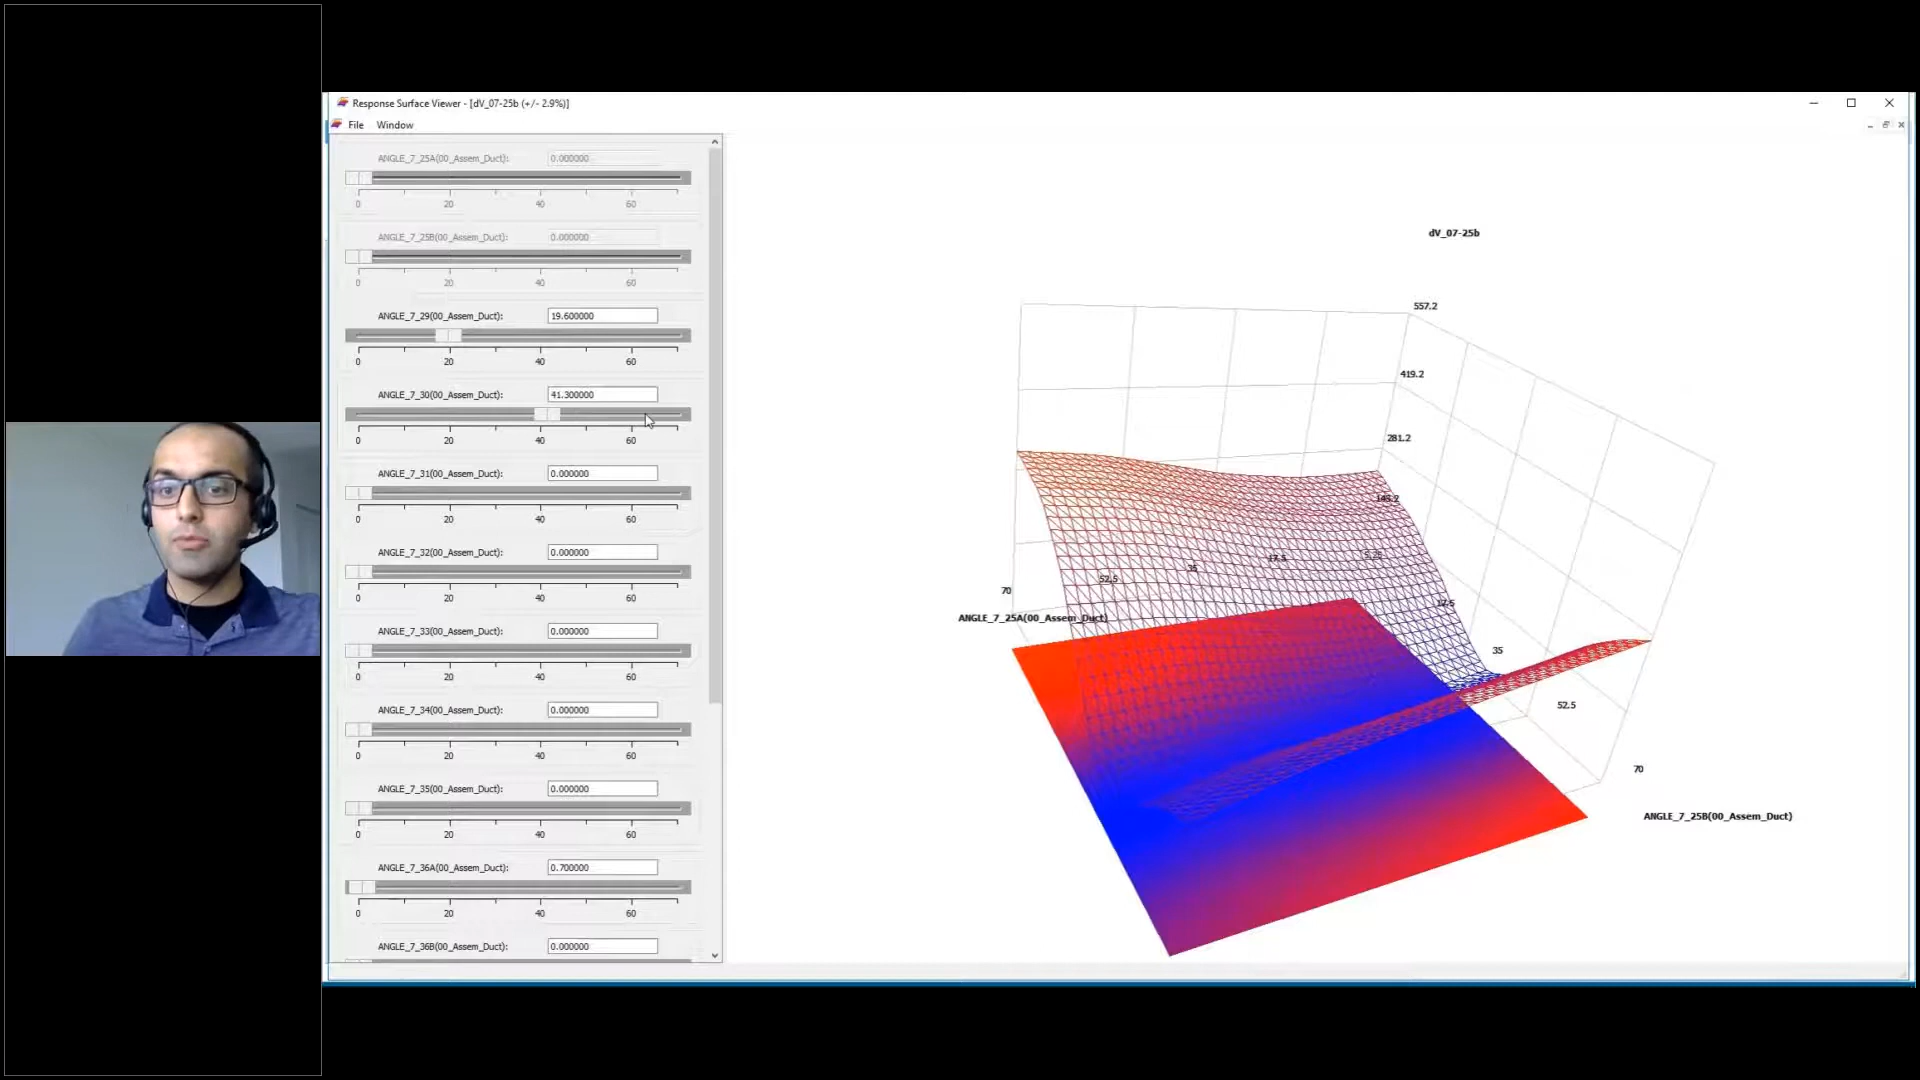 Response Surface Viewer - [dV_07-25b (+/- 2.9%)]
File Window
ANGLE_7_25A(00_Assem_Duct): 0.000000
0 20 40 60
ANGLE_7_25B(00_Assem_Duct): 0.000000
0 20 40 60
ANGLE_7_29(00_Assem_Duct): 19.600000
0 20 40 60
ANGLE_7_30(00_Assem_Duct): 41.300000
0 20 40 60
ANGLE_7_31(00_Assem_Duct): 0.000000
0 20 40 60
ANGLE_7_32(00_Assem_Duct): 0.000000
0 20 40 60
ANGLE_7_33(00_Assem_Duct): 0.000000
0 20 40 60
ANGLE_7_34(00_Assem_Duct): 0.000000
0 20 40 60
ANGLE_7_35(00_Assem_Duct): 0.000000
0 20 40 60
ANGLE_7_36A(00_Assem_Duct): 0.700000
0 20 40 60
ANGLE_7_36B(00_Assem_Duct): 0.000000
dV_07-25b
557.2
419.2
281.2
17.5
35
52.5
70
ANGLE_7_25A(00_Assem_Duct)
17.5
35
52.5
70
ANGLE_7_25B(00_Assem_Duct)